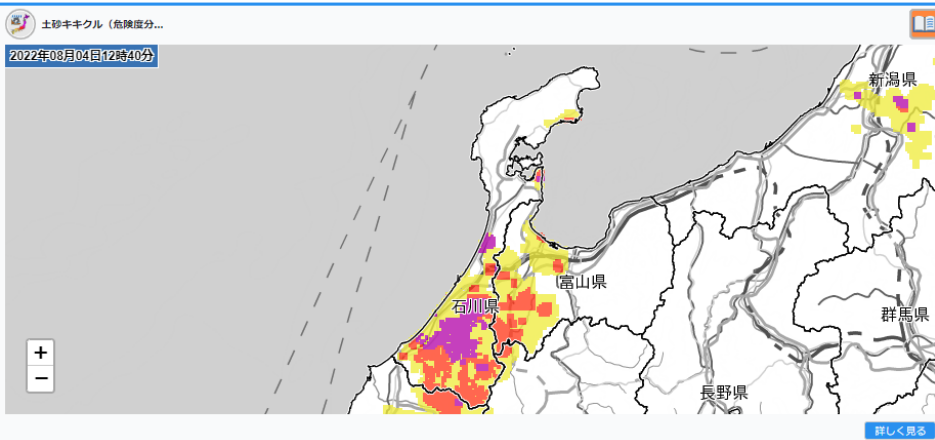 土砂キキクル（危険度分...
2022年08月04日12時40分
新潟県
富山県
石川県
群馬県
長野県
+
−
詳しく見る